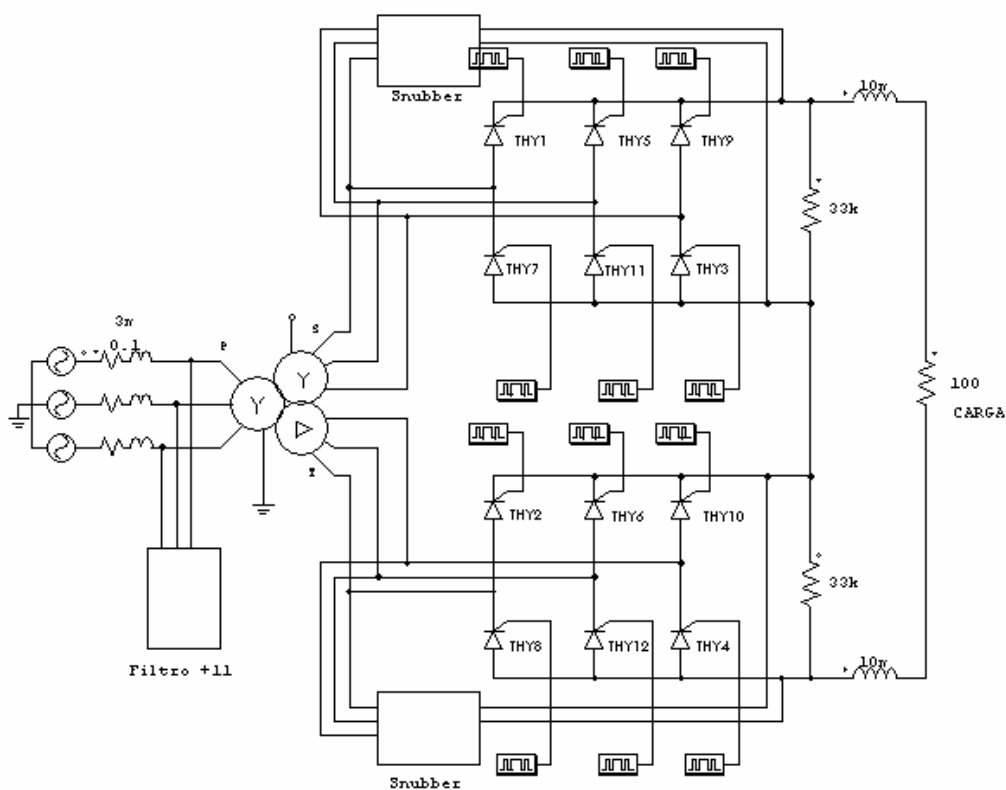 Snubber
10m
THY1
THY5
THY9
33k
THY7
THY11
THY3
3m
0.1
P
S
Y
Y
100
CARGA
T
THY2
THY6
THY10
33k
THY8
THY12
THY4
Filtro +11
10m
Snubber